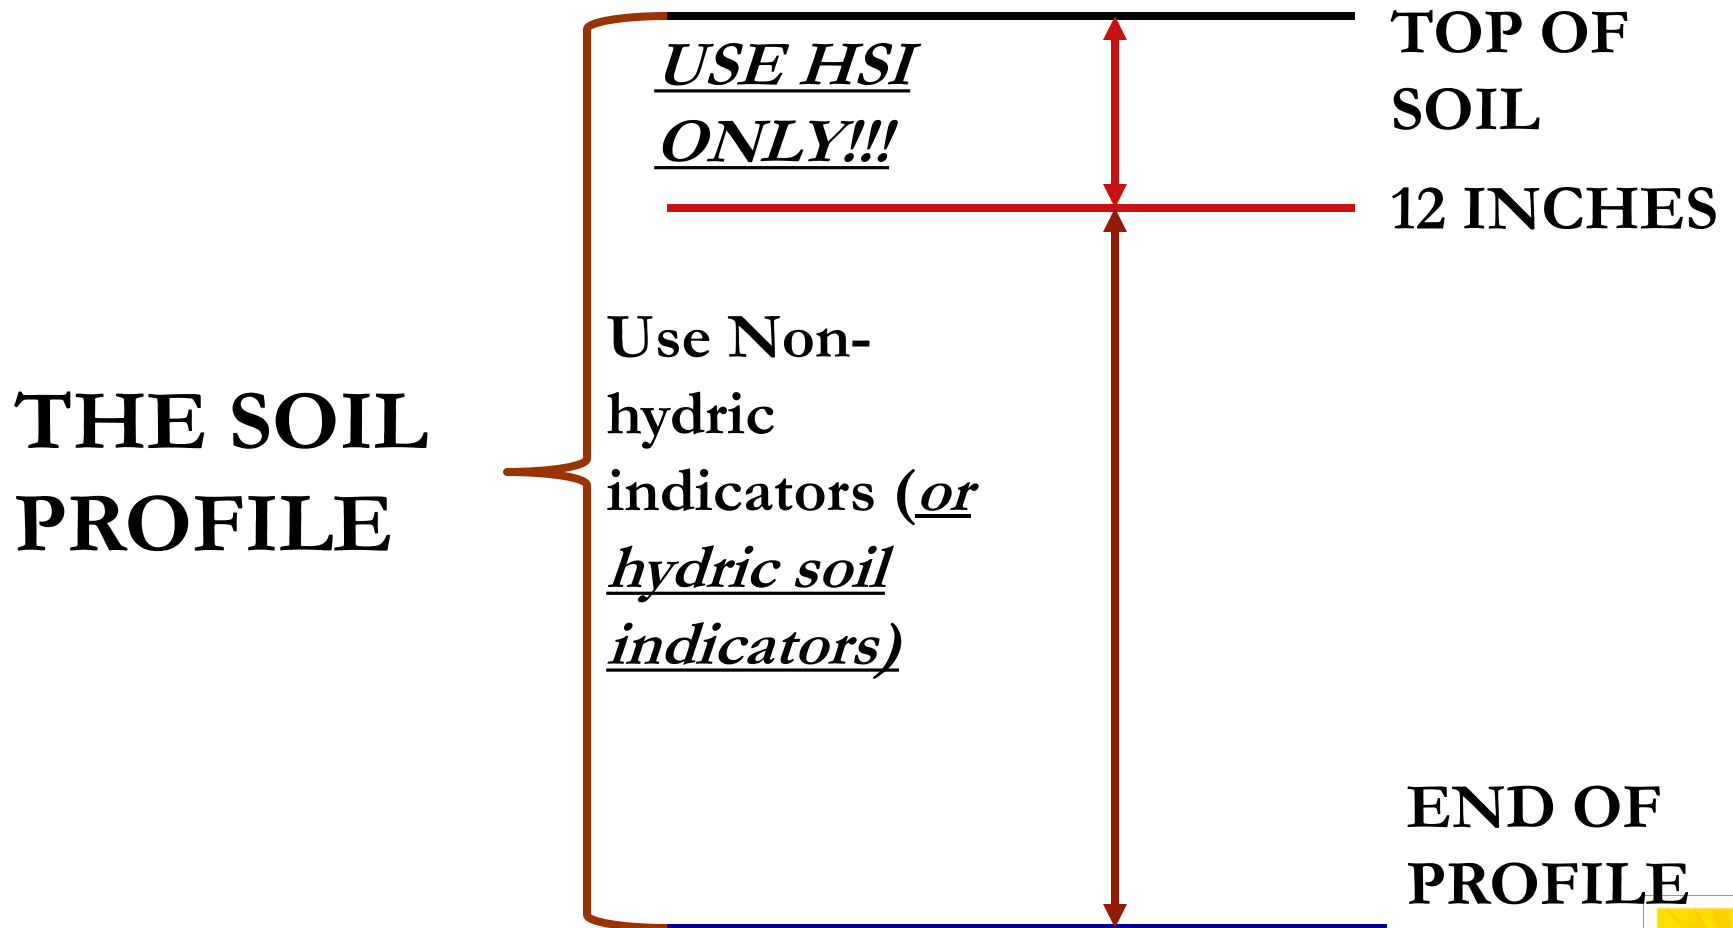 THE SOIL
PROFILE
USE HSI
ONLY!!!
Use Non-
hydric
indicators (or
hydric soil
indicators)
TOP OF
SOIL
12 INCHES
END OF
PROFILE